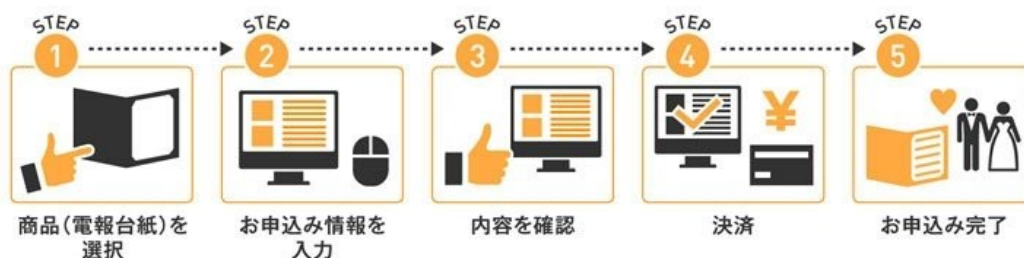 STEP
1
STEP
2
STEP
3
STEP
4
STEP
5
¥
商品(電報台紙)を
選択
お申込み情報を
入力
内容を確認
決済
お申込み完了